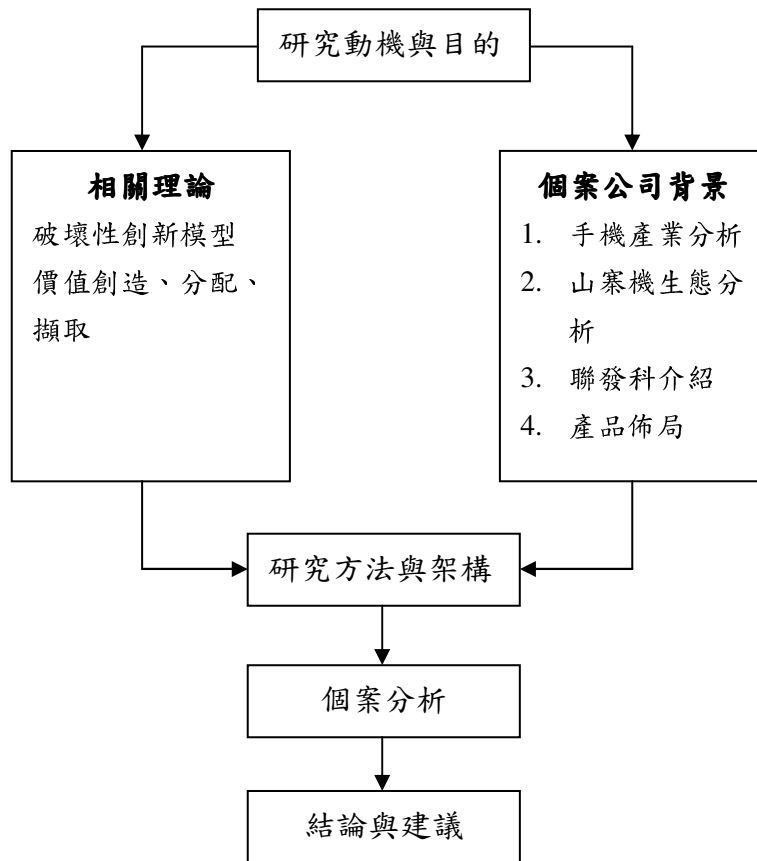 研究動機與目的
相關理論
破壞性創新模型
價值創造、分配、
擷取
個案公司背景
1. 手機產業分析
2. 山寨機生態分
析
3. 聯發科介紹
4. 產品佈局
研究方法與架構
個案分析
結論與建議